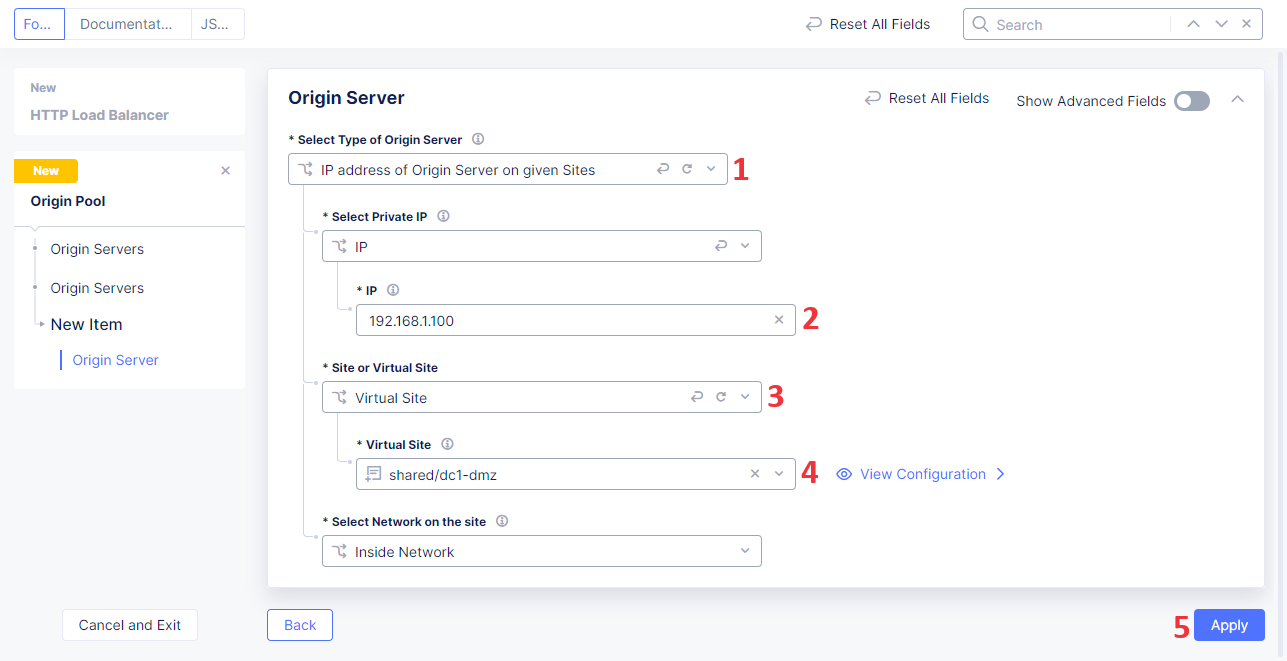 Fo... Documentat... JS...
Reset All Fields
Search
New
HTTP Load Balancer
New
Origin Pool
Origin Servers
Origin Servers
New Item
Origin Server
Cancel and Exit
Origin Server
Reset All Fields
Show Advanced Fields
* Select Type of Origin Server
IP address of Origin Server on given Sites
1
* Select Private IP
IP
* IP
192.168.1.100
2
* Site or Virtual Site
Virtual Site
3
* Virtual Site
shared/dc1-dmz
4
View Configuration
* Select Network on the site
Inside Network
Back
5
Apply